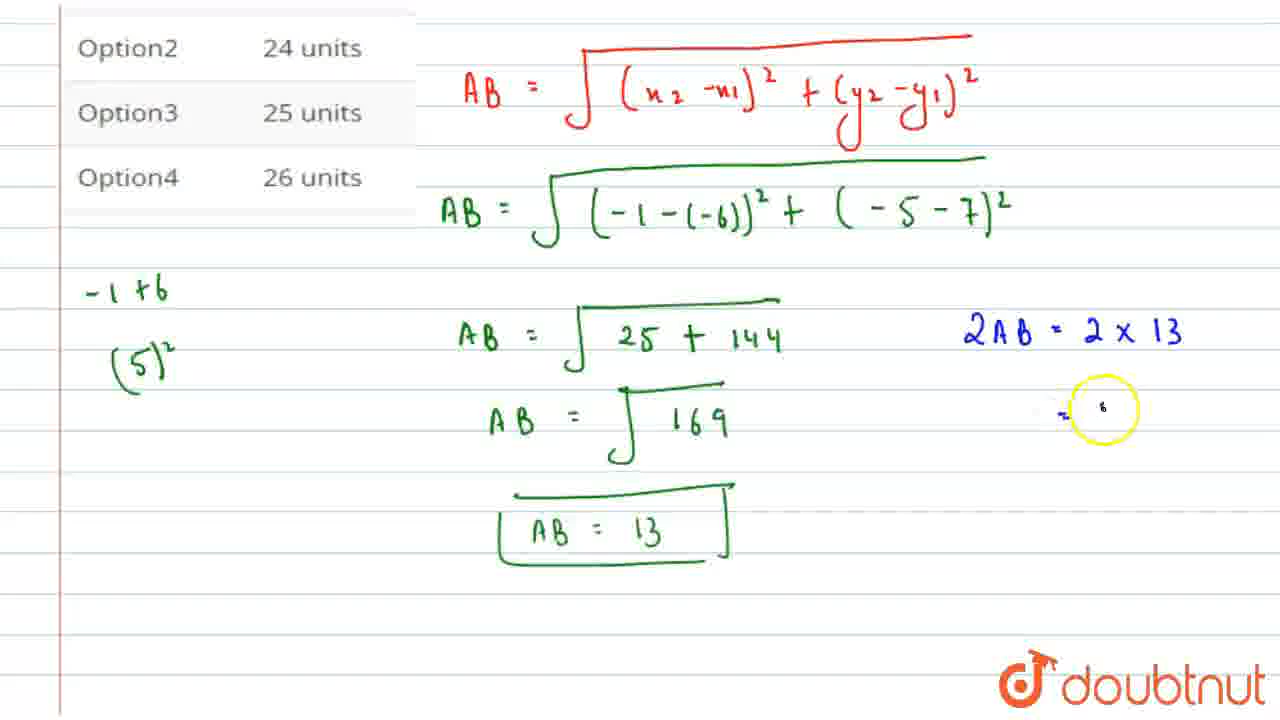 Option2 24 units
Option3 25 units
Option4 26 units
AB = √(x₂ -x₁)² + (y₂ -y₁)²
AB = √(-1 -(-6))² + (-5 -7)²
-1 +6
(5)²
AB = √25 + 144
AB = √169
AB = 13
2AB = 2 x 13
=
doubtnut